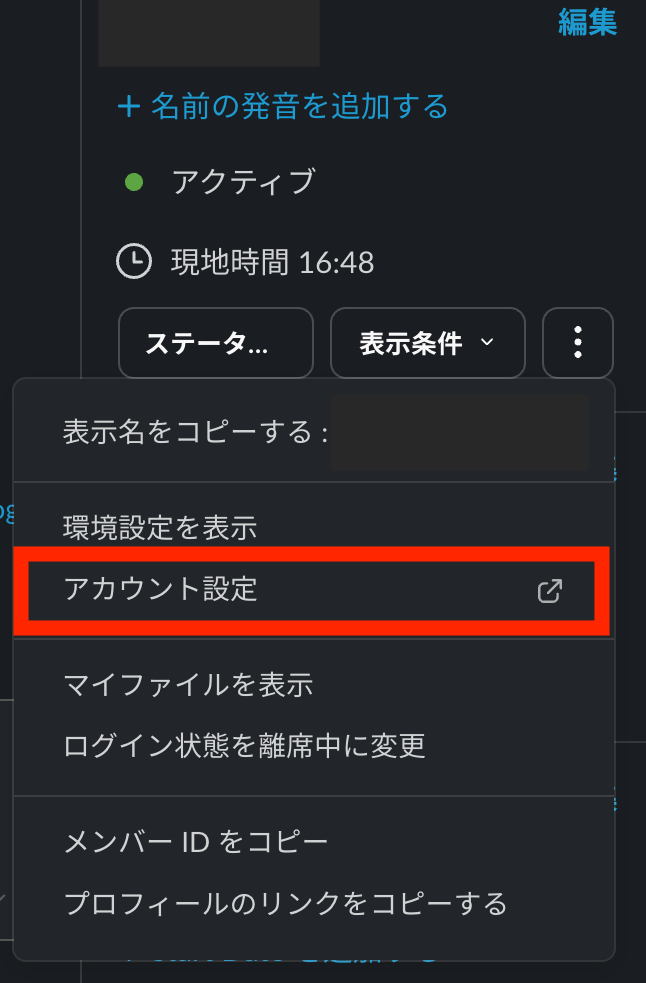 編集
+ 名前の発音を追加する
アクティブ
現地時間 16:48
ステータ...
表示条件
表示名をコピーする :
環境設定を表示
アカウント設定
マイファイルを表示
ログイン状態を離席中に変更
メンバー ID をコピー
プロフィールのリンクをコピーする